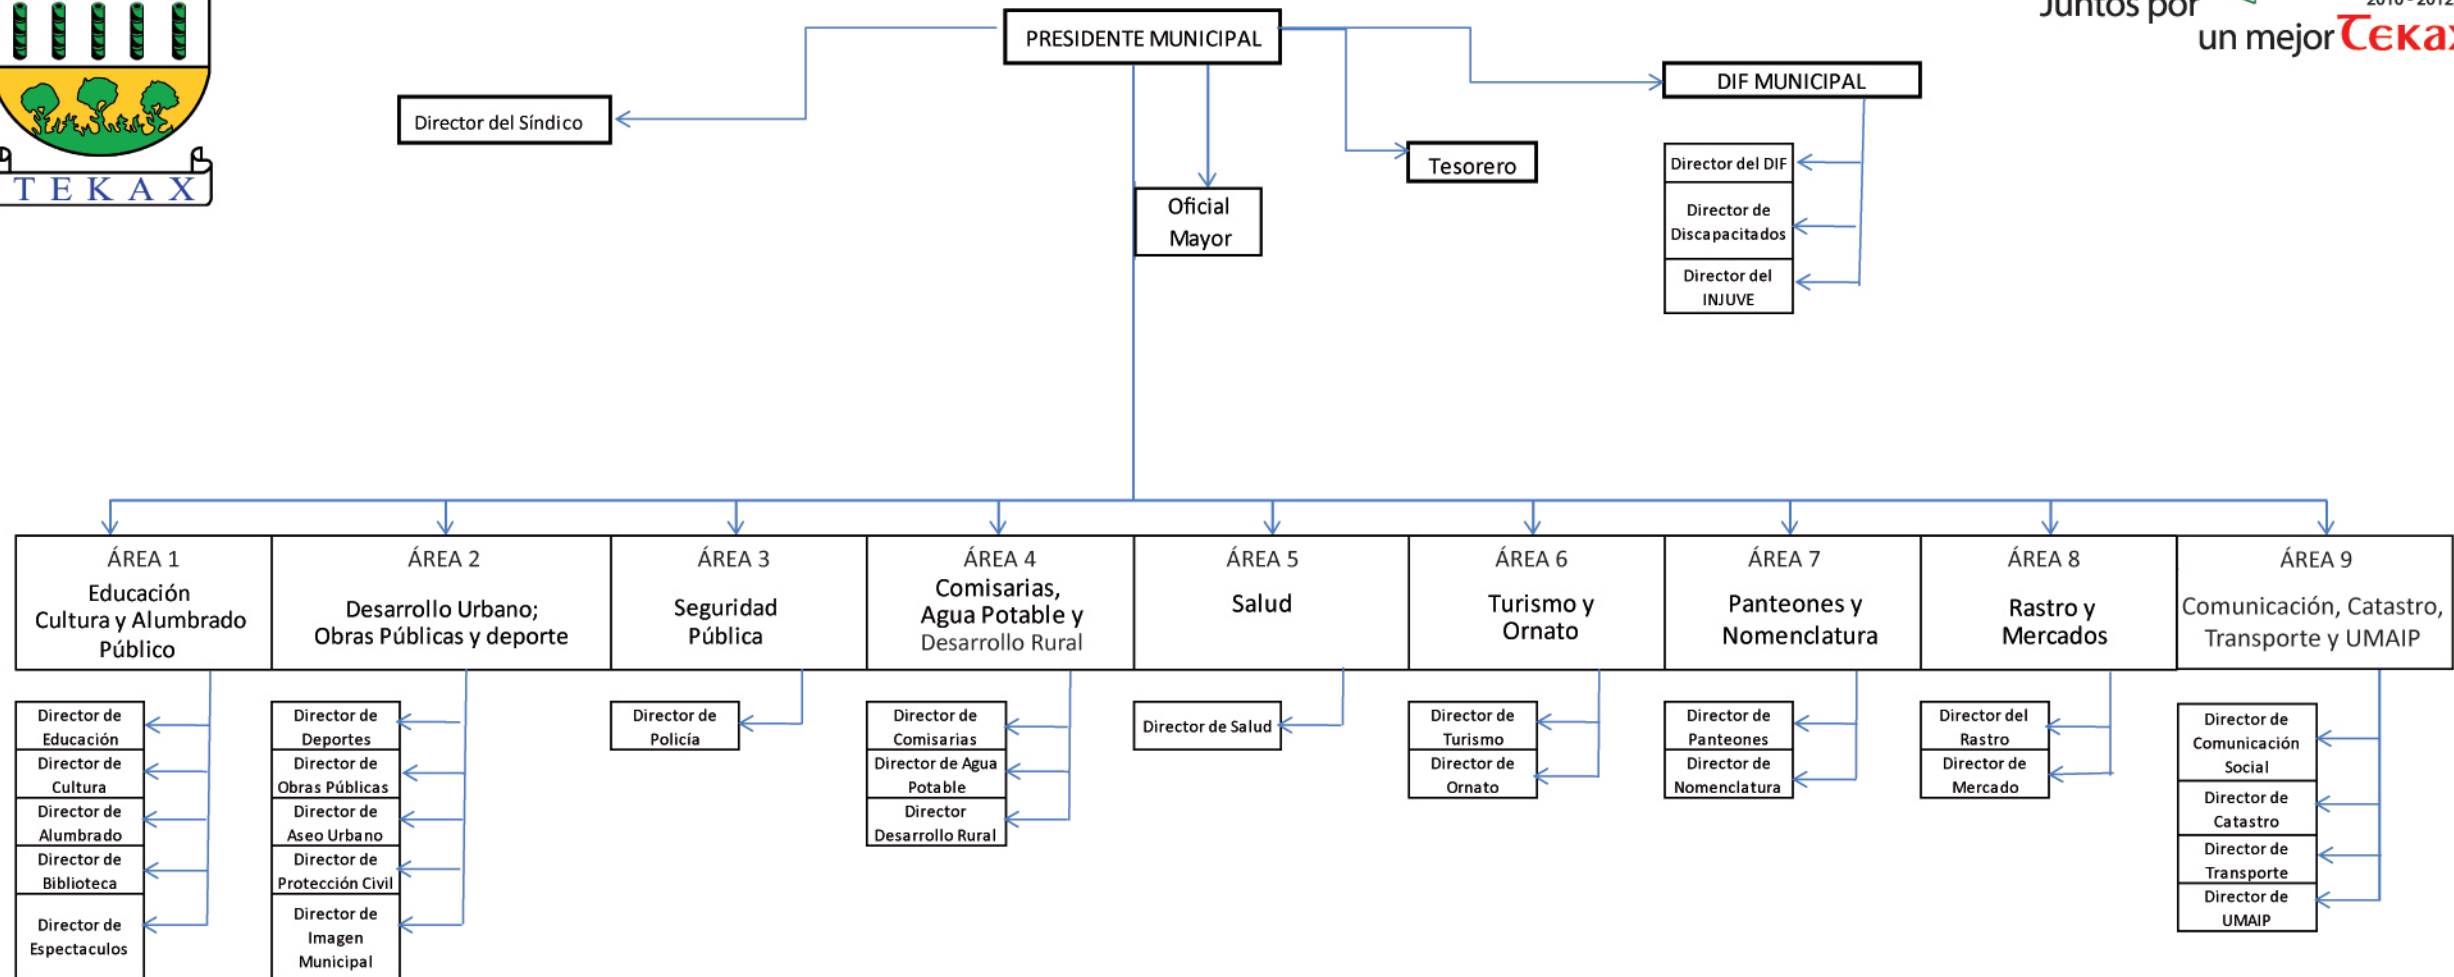 Juntos por
2010 - 2012
un mejor Tekax
TEKAX
PRESIDENTE MUNICIPAL
DIF MUNICIPAL
Director del Síndico
Tesorero
Oficial
Mayor
Director del DIF
Director de
Discapacitados
Director del
INJUVE
ÁREA 1
Educación
Cultura y Alumbrado
Público
ÁREA 2
Desarrollo Urbano;
Obras Públicas y deporte
ÁREA 3
Seguridad
Pública
ÁREA 4
Comisarias,
Agua Potable y
Desarrollo Rural
ÁREA 5
Salud
ÁREA 6
Turismo y
Ornato
ÁREA 7
Panteones y
Nomenclatura
ÁREA 8
Rastro y
Mercados
ÁREA 9
Comunicación, Catastro,
Transporte y UMAIP
Director de
Educación
Director de
Cultura
Director de
Alumbrado
Director de
Biblioteca
Director de
Espectaculos
Director de
Deportes
Director de
Obras Públicas
Director de
Aseo Urbano
Director de
Protección Civil
Director de
Imagen
Municipal
Director de
Policía
Director de
Comisarias
Director de Agua
Potable
Director
Desarrollo Rural
Director de Salud
Director de
Turismo
Director de
Ornato
Director de
Panteones
Director de
Nomenclatura
Director del
Rastro
Director de
Mercado
Director de
Comunicación
Social
Director de
Catastro
Director de
Transporte
Director de
UMAIP